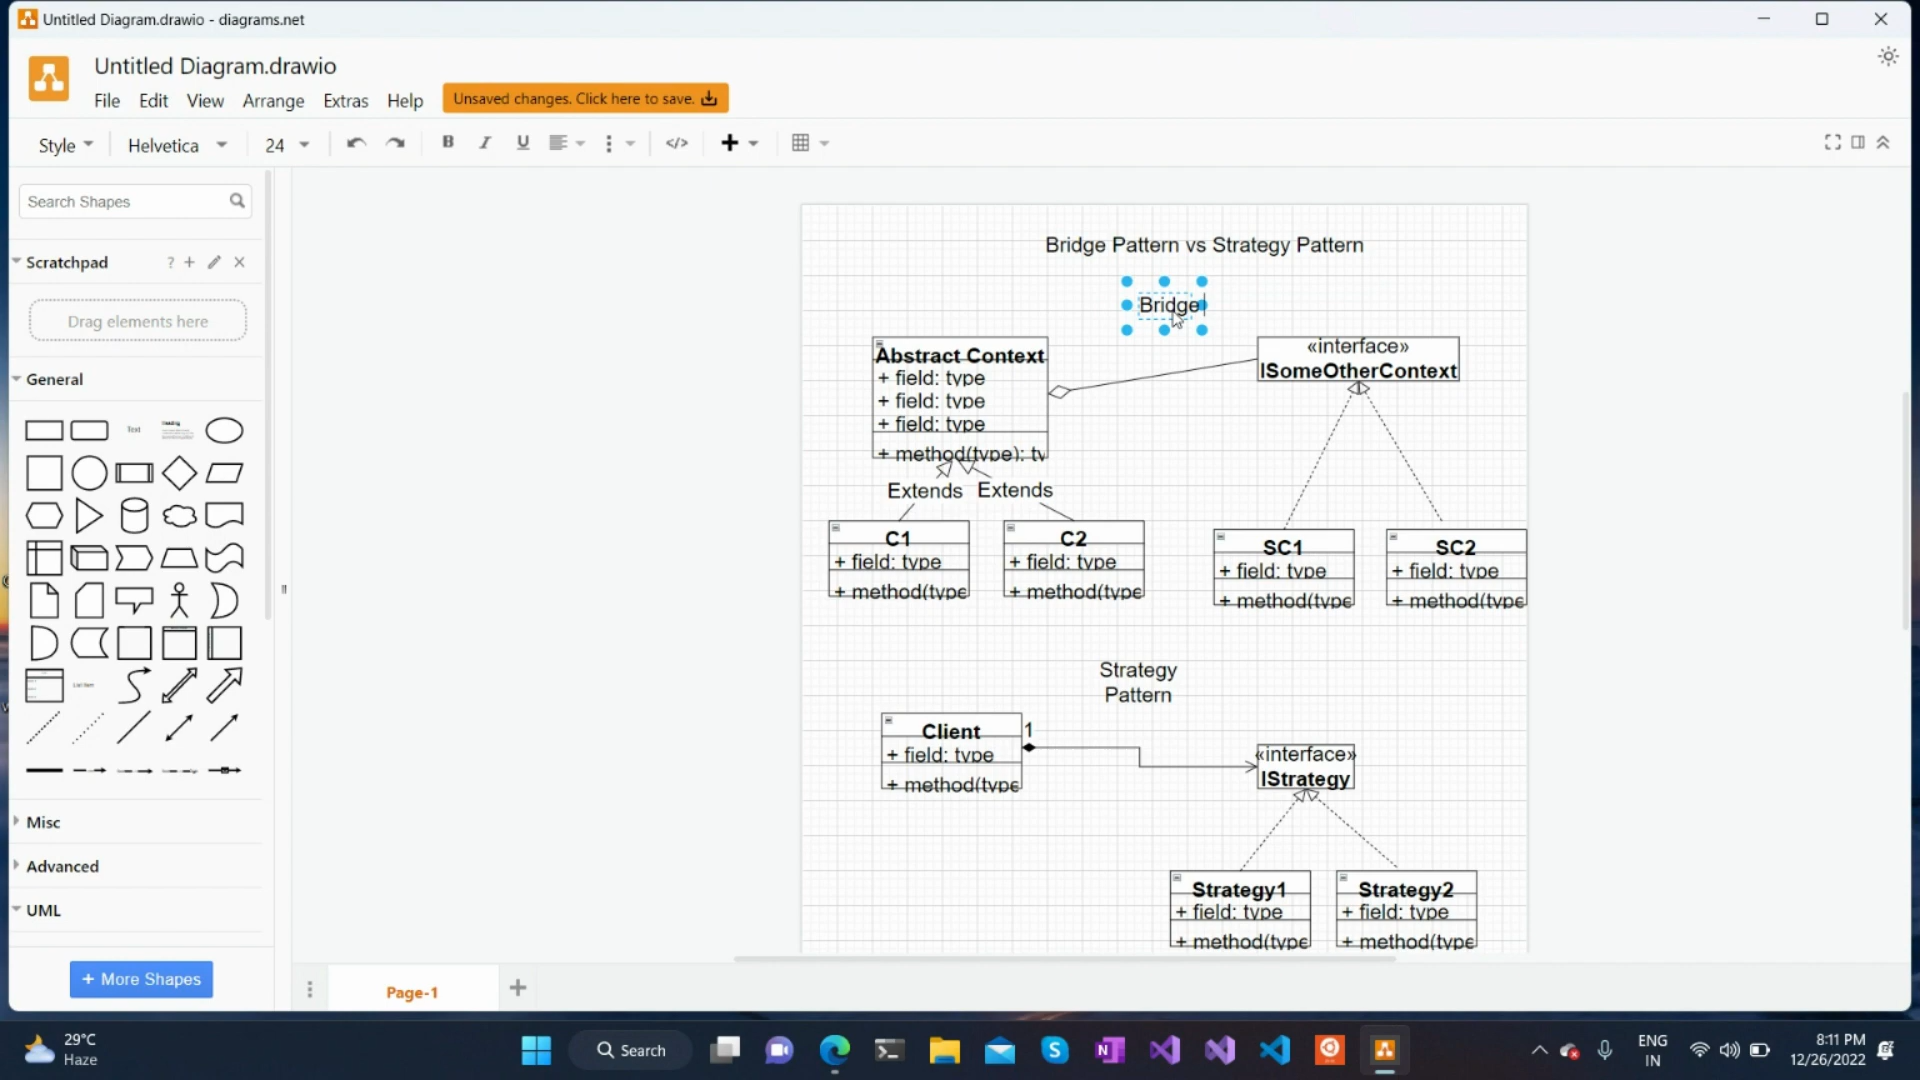 Untitled Diagram.drawio - diagrams.net
Untitled Diagram.drawio
File Edit View Arrange Extras Help
Unsaved changes. Click here to save.
Style Helvetica 24 B I U
Search Shapes
Scratchpad ?
Drag elements here
General
Text
Heading
List Item
Misc
Advanced
UML
+ More Shapes
Bridge Pattern vs Strategy Pattern
Bridge
Abstract Context
+ field: type
+ field: type
+ field: type
+ method(type): ty
«interface»
ISomeOtherContext
Extends Extends
C1
+ field: type
+ method(type
C2
+ field: type
+ method(type
SC1
+ field: type
+ method(type
SC2
+ field: type
+ method(type
Strategy
Pattern
Client
+ field: type
+ method(type
1
«interface»
IStrategy
Strategy1
+ field: type
+ method(type
Strategy2
+ field: type
+ method(type
Page-1
29°C
Haze
Search
ENG
IN
8:11 PM
12/26/2022